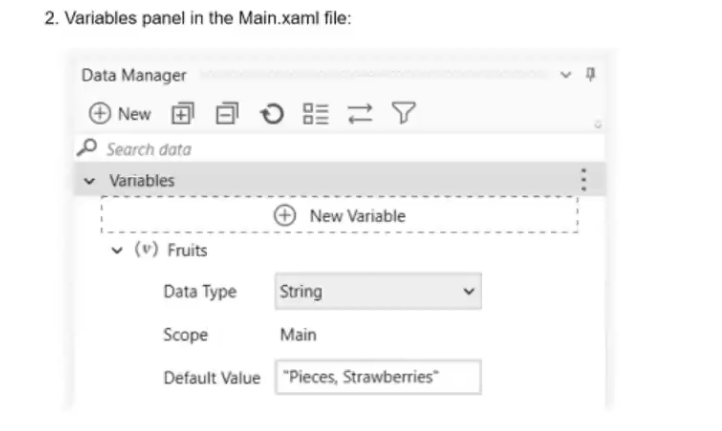 2. Variables panel in the Main.xaml file:
Data Manager
New
Search data
Variables
New Variable
(v) Fruits
Data Type String
Scope Main
Default Value "Pieces, Strawberries"